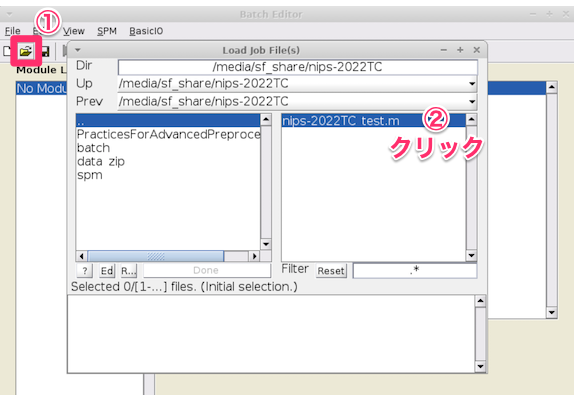 Batch Editor
①
File
View SPM BasicIO
Load Job File(s)
Module L
No Modu
Dir /media/sf_share/nips-2022TC
Up /media/sf_share/nips-2022TC
Prev /media/sf_share/nips-2022TC
..
PracticesForAdvancedPreproce
batch
data zip
spm
nips-2022TC test.m
②
クリック
? Ed R... Done
Filter Reset .*
Selected 0/[1-...] files. (Initial selection.)